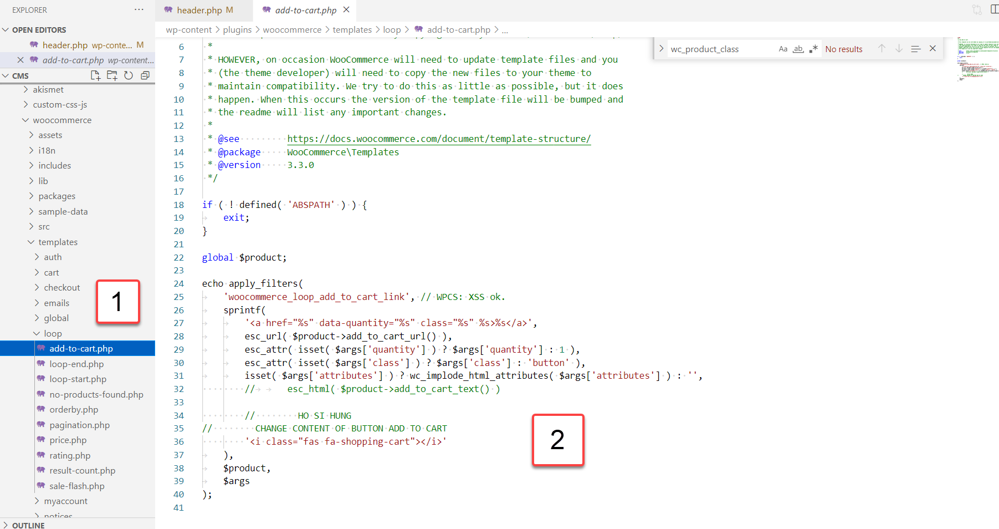 EXPLORER
···
OPEN EDITORS
header.php wp-conte... M
add-to-cart.php wp-content...
CMS
akismet
custom-css-js
woocommerce
assets
i18n
includes
lib
packages
sample-data
src
templates
auth
cart
checkout
emails
global
loop
add-to-cart.php
loop-end.php
loop-start.php
no-products-found.php
orderby.php
pagination.php
price.php
rating.php
result-count.php
sale-flash.php
myaccount
notices
OUTLINE
1
header.php M
add-to-cart.php
wp-content > plugins > woocommerce > templates > loop > add-to-cart.php > ...
wc_product_class Aa ab .* No results
6 *
7 * HOWEVER, on occasion WooCommerce will need to update template files and you
8 * (the theme developer) will need to copy the new files to your theme to
9 * maintain compatibility. We try to do this as little as possible, but it does
10 * happen. When this occurs the version of the template file will be bumped and
11 * the readme will list any important changes.
12 *
13 * @see https://docs.woocommerce.com/document/template-structure/
14 * @package WooCommerce\Templates
15 * @version 3.3.0
16 */
17
18 if ( ! defined( 'ABSPATH' ) ) {
19 exit;
20 }
21
22 global $product;
23
24 echo apply_filters(
25 'woocommerce_loop_add_to_cart_link', // WPCS: XSS ok.
26 sprintf(
27 '<a href="%s" data-quantity="%s" class="%s" %s>%s</a>',
28 esc_url( $product->add_to_cart_url() ),
29 esc_attr( isset( $args['quantity'] ) ? $args['quantity'] : 1 ),
30 esc_attr( isset( $args['class'] ) ? $args['class'] : 'button' ),
31 isset( $args['attributes'] ) ? wc_implode_html_attributes( $args['attributes'] ) : '',
32 // esc_html( $product->add_to_cart_text() )
33
34 // HO SI HUNG
35 // CHANGE CONTENT OF BUTTON ADD TO CART
36 '<i class="fas fa-shopping-cart"></i>'
37 ),
38 $product,
39 $args
40 );
41
2